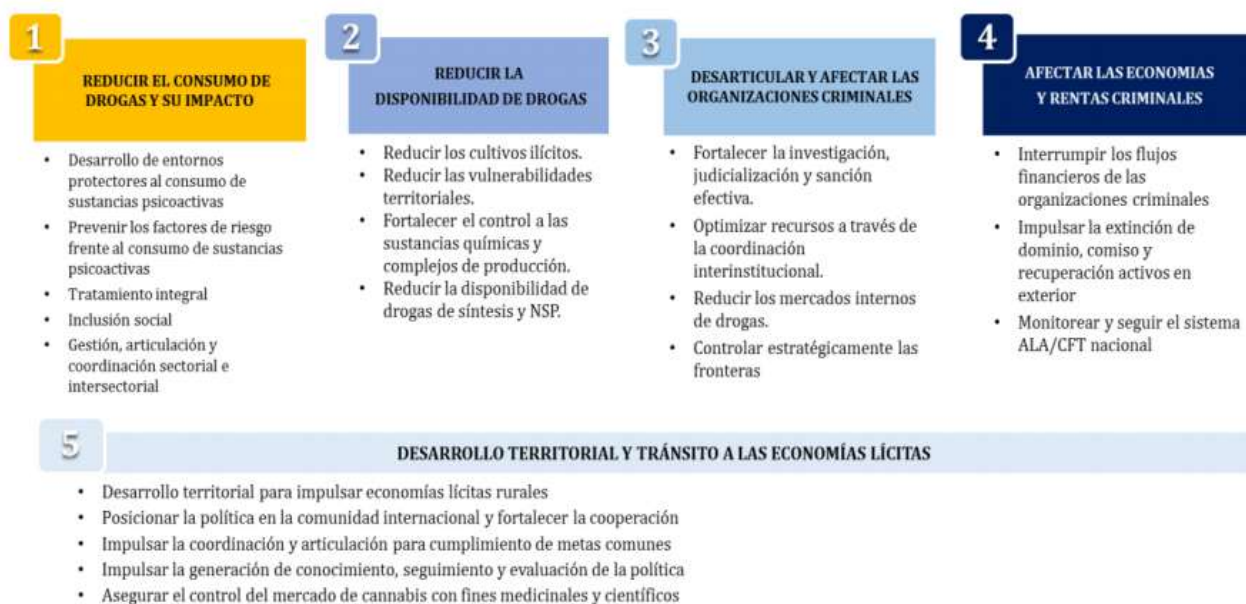 1
REDUCIR EL CONSUMO DE
DROGAS Y SU IMPACTO
• Desarrollo de entornos
protectores al consumo de
sustancias psicoactivas
• Prevenir los factores de riesgo
frente al consumo de sustancias
psicoactivas
• Tratamiento integral
• Inclusión social
• Gestión, articulación y
coordinación sectorial e
intersectorial
2
REDUCIR LA
DISPONIBILIDAD DE DROGAS
• Reducir los cultivos ilícitos.
• Reducir las vulnerabilidades
territoriales.
• Fortalecer el control a las
sustancias químicas y
complejos de producción.
• Reducir la disponibilidad de
drogas de síntesis y NSP.
3
DESARTICULAR Y AFECTAR LAS
ORGANIZACIONES CRIMINALES
• Fortalecer la investigación,
judicialización y sanción
efectiva.
• Optimizar recursos a través de
la coordinación
interinstitucional.
• Reducir los mercados internos
de drogas.
• Controlar estratégicamente las
fronteras
4
AFECTAR LAS ECONOMIAS
Y RENTAS CRIMINALES
• Interrumpir los flujos
financieros de las
organizaciones criminales
• Impulsar la extinción de
dominio, comiso y
recuperación activos en
exterior
• Monitorear y seguir el sistema
ALA/CFT nacional
5
DESARROLLO TERRITORIAL Y TRÁNSITO A LAS ECONOMÍAS LÍCITAS
• Desarrollo territorial para impulsar economías lícitas rurales
• Posicionar la política en la comunidad internacional y fortalecer la cooperación
• Impulsar la coordinación y articulación para cumplimiento de metas comunes
• Impulsar la generación de conocimiento, seguimiento y evaluación de la política
• Asegurar el control del mercado de cannabis con fines medicinales y científicos